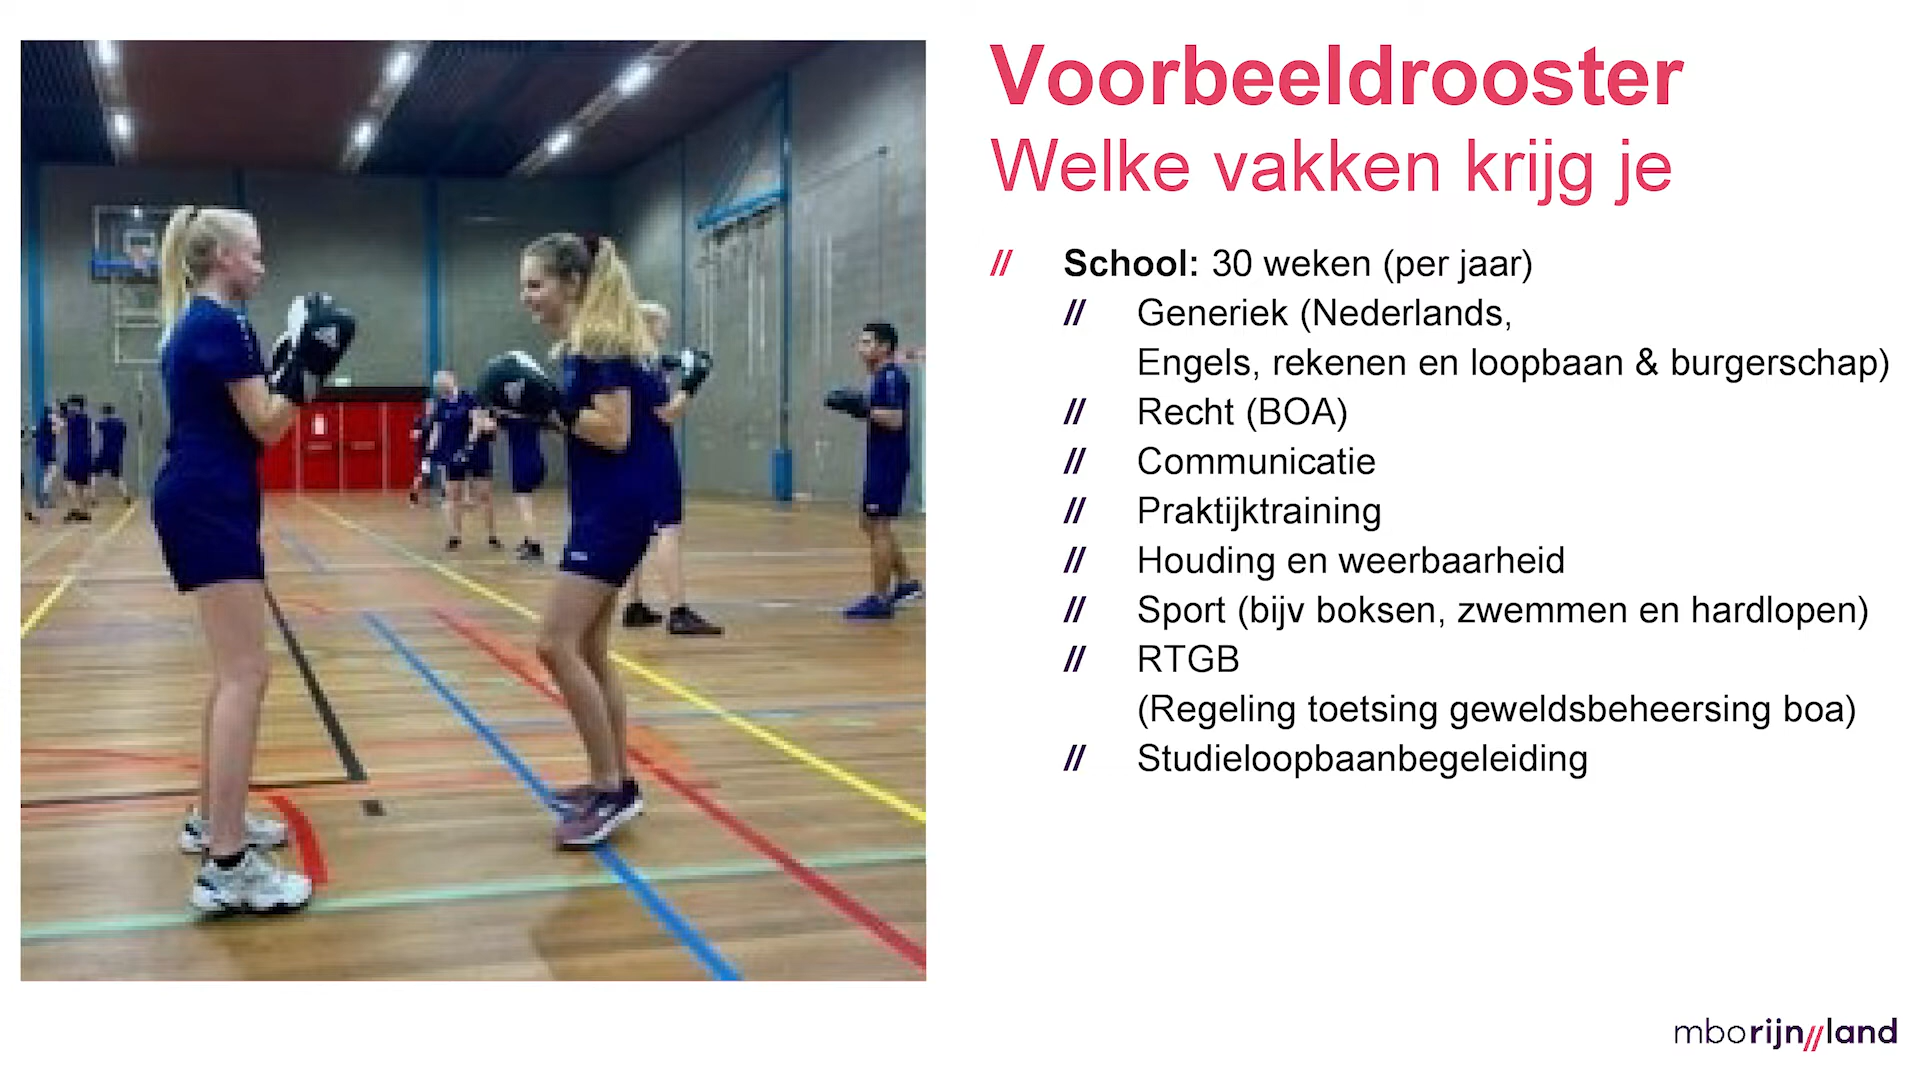 Voorbeeldrooster
Welke vakken krijg je
// School: 30 weken (per jaar)
// Generiek (Nederlands,
Engels, rekenen en loopbaan & burgerschap)
// Recht (BOA)
// Communicatie
// Praktijktraining
// Houding en weerbaarheid
// Sport (bijv boksen, zwemmen en hardlopen)
// RTGB
(Regeling toetsing geweldsbeheersing boa)
// Studieloopbaanbegeleiding
mborijn//land